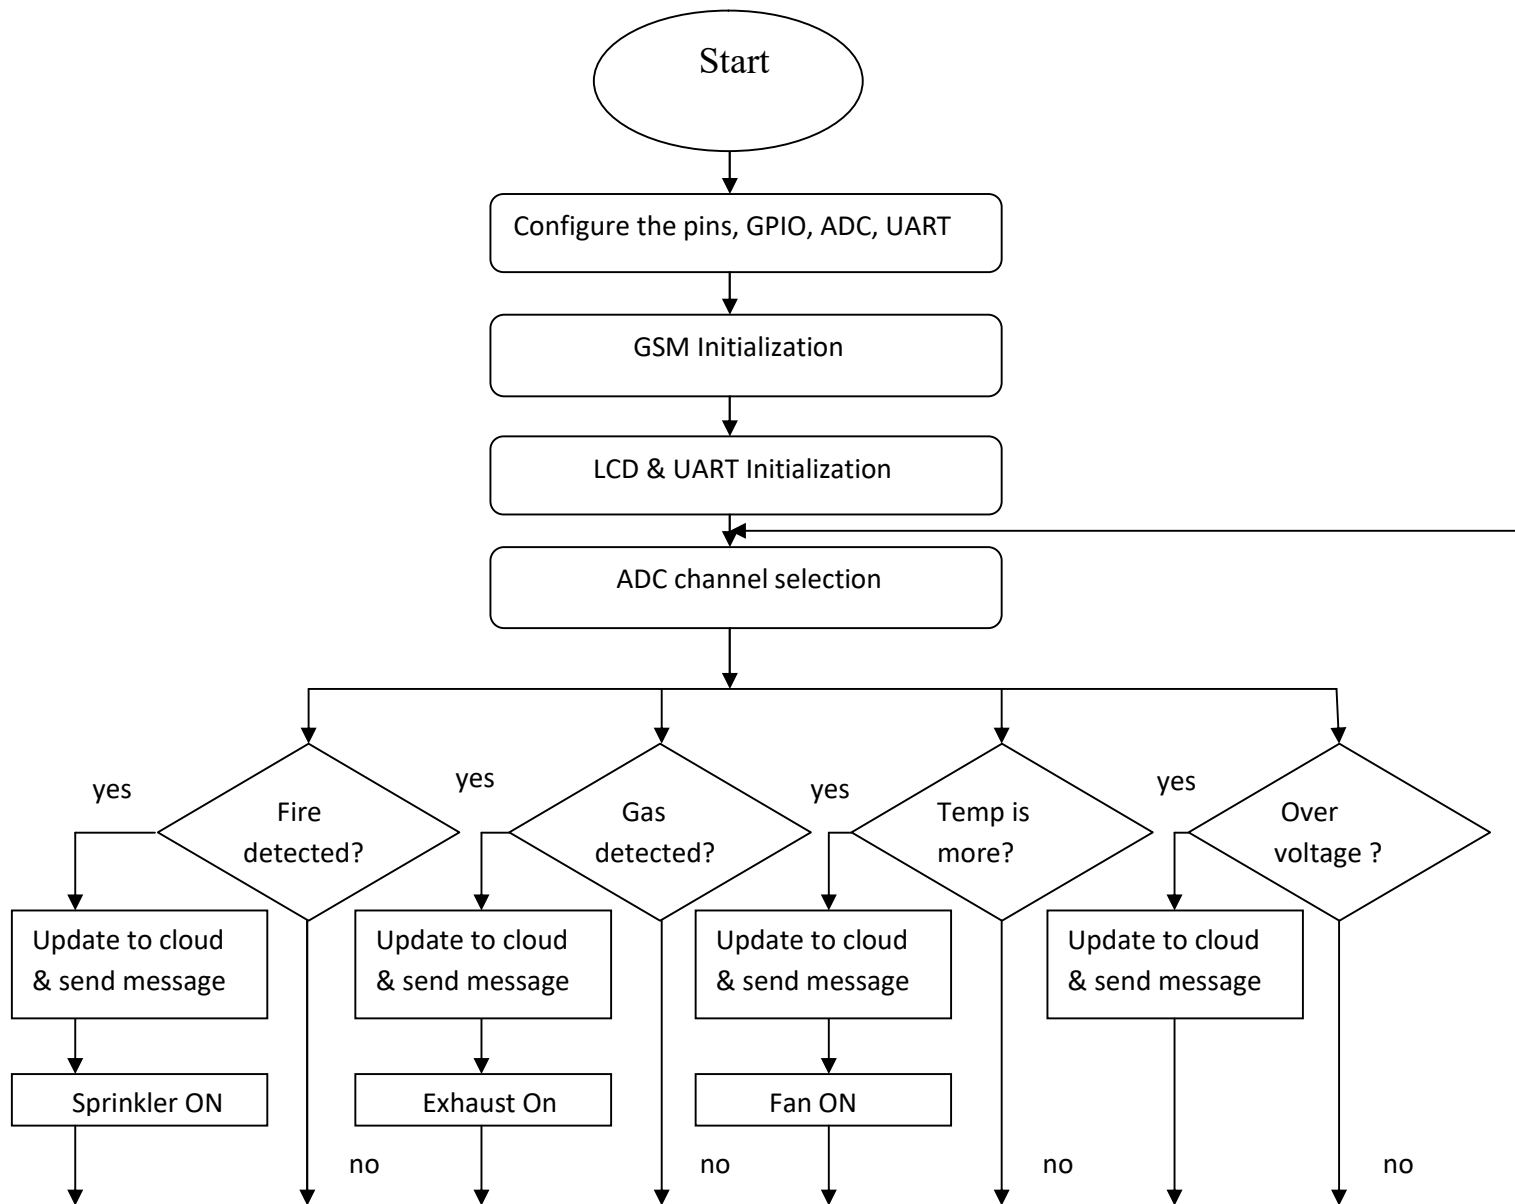 Start
Configure the pins, GPIO, ADC, UART
GSM Initialization
LCD & UART Initialization
ADC channel selection
yes
Fire
detected?
yes
Gas
detected?
yes
Temp is
more?
yes
Over
voltage ?
Update to cloud
& send message
Update to cloud
& send message
Update to cloud
& send message
Update to cloud
& send message
Sprinkler ON
Exhaust On
Fan ON
no
no
no
no